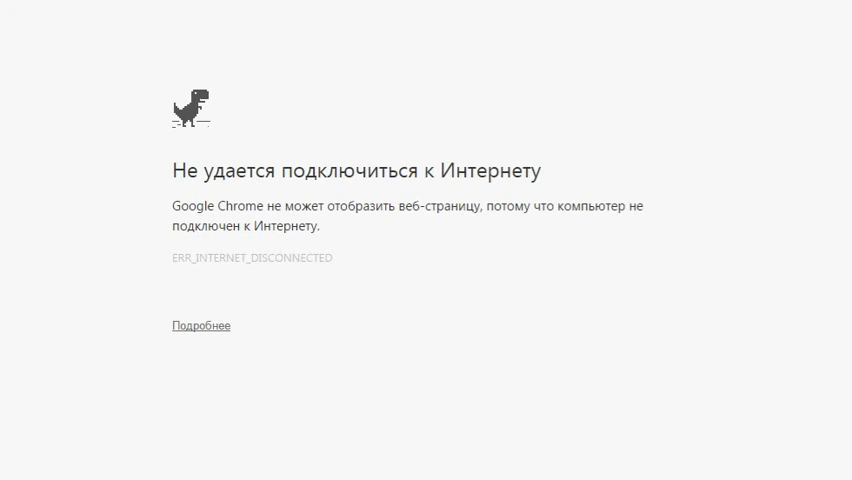 Не удается подключиться к Интернету
Google Chrome не может отобразить веб-страницу, потому что компьютер не
подключен к Интернету.
ERR_INTERNET_DISCONNECTED
Подробнее